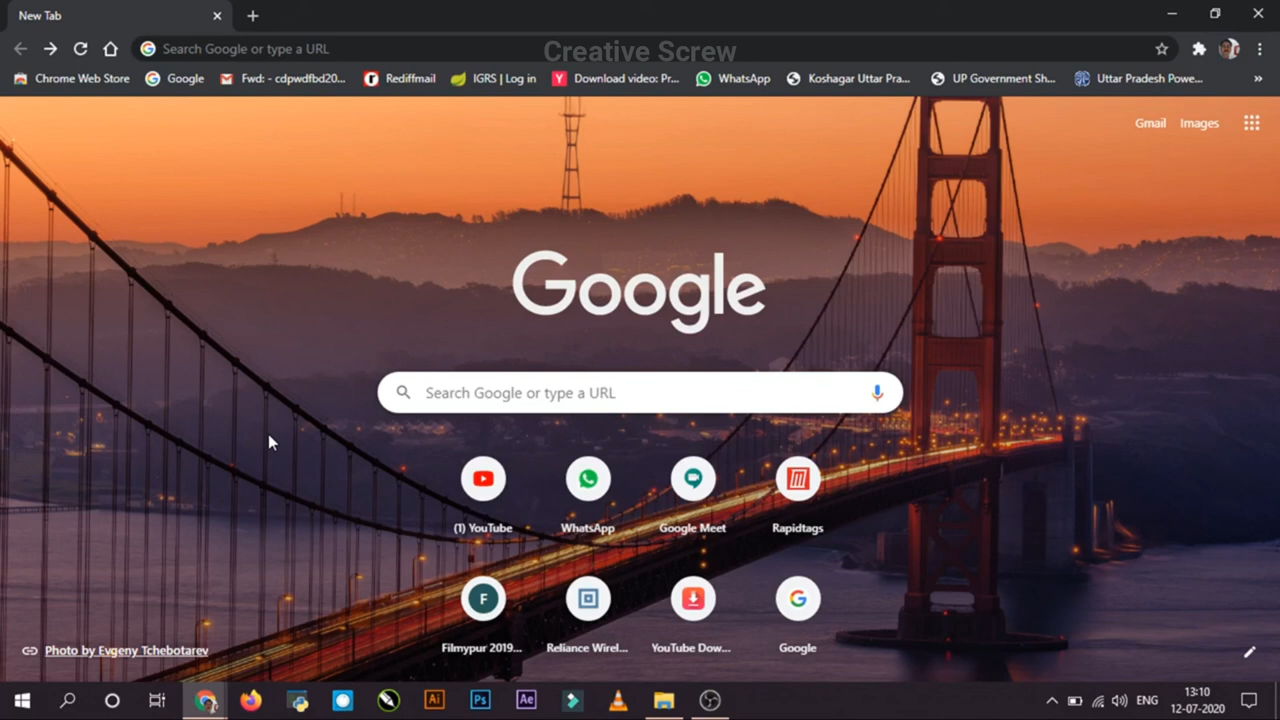 New Tab
Search Google or type a URL
Creative Screw
Chrome Web Store
Google
Fwd: - cdpwdfbd20...
Rediffmail
IGRS | Log in
Download video: Pr...
WhatsApp
Koshagar Uttar Pra...
UP Government Sh...
Uttar Pradesh Powe...
»
Gmail
Images
Google
Search Google or type a URL
(1) YouTube
WhatsApp
Google Meet
Rapidtags
F
Filmypur 2019...
Reliance Wirel...
YouTube Dow...
Google
Photo by Evgeny Tchebotarev
Ai
Ps
Ae
ENG
13:10
12-07-2020